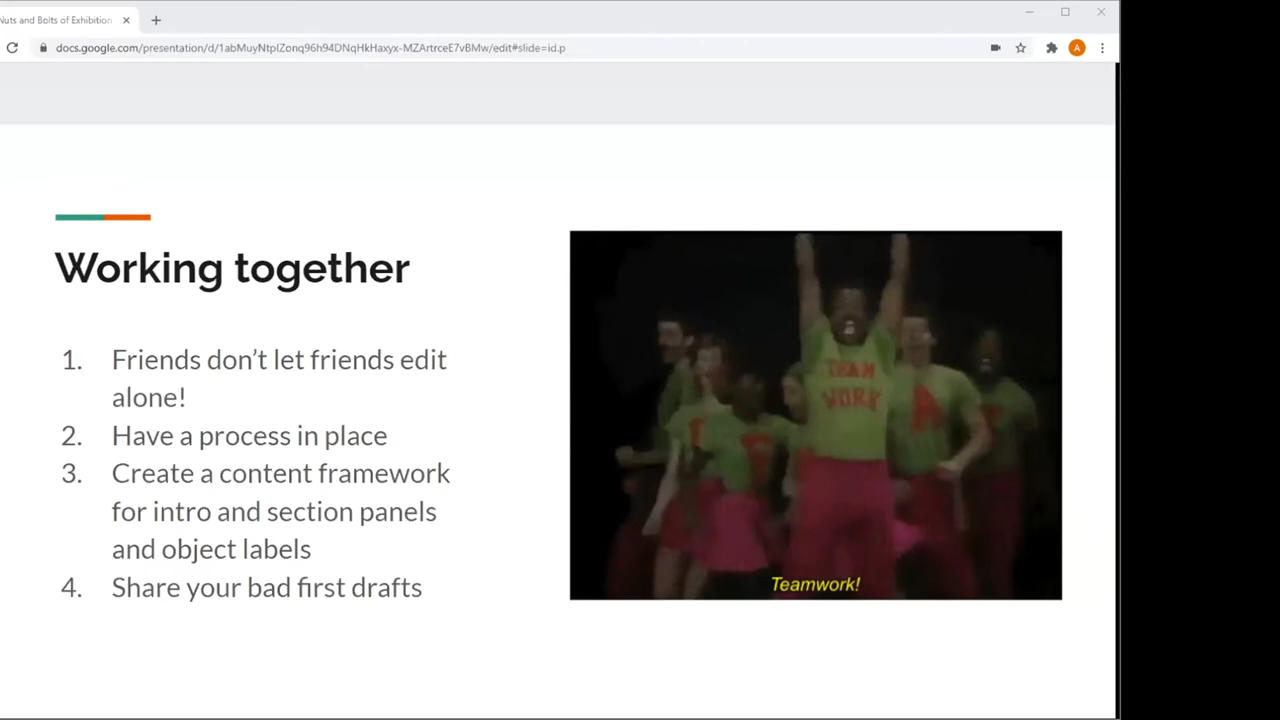 Nuts and Bolts of Exhibition
docs.google.com/presentation/d/1abMuyNtpIZonq96h94DNqHkHaxyx-MZArtrceE7vBMw/edit#slide=id.p
A
Working together
1. Friends don't let friends edit
alone!
2. Have a process in place
3. Create a content framework
for intro and section panels
and object labels
4. Share your bad first drafts
TEAM
WORK
A
Teamwork!